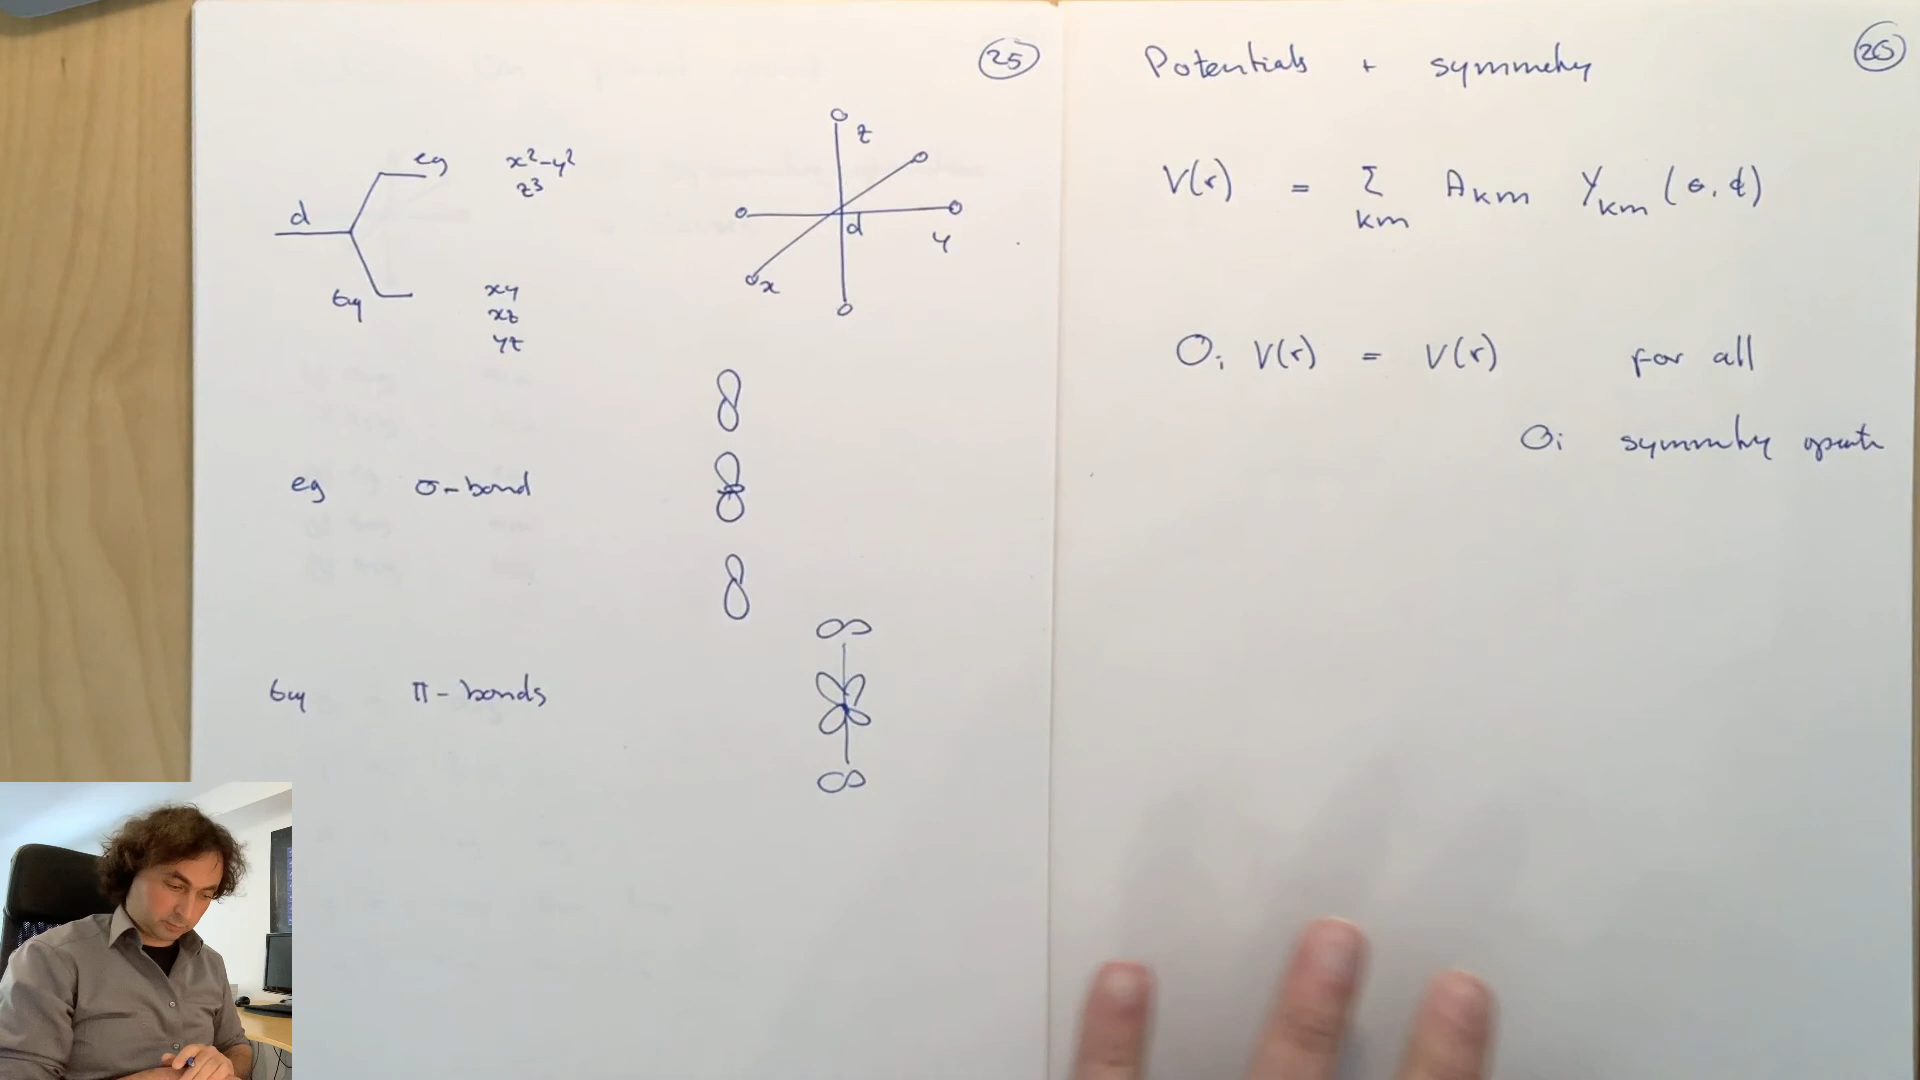 25
eg x²-y²
z3
d
t2g xy
xz
yz
z
d
y
x
eg σ-bond
t2g π-bonds
26
Potentials + symmetry
V(r) = Σ Akm Ykm (θ,ϕ)
km
Oi V(r) = V(r) for all
Oi symmetry